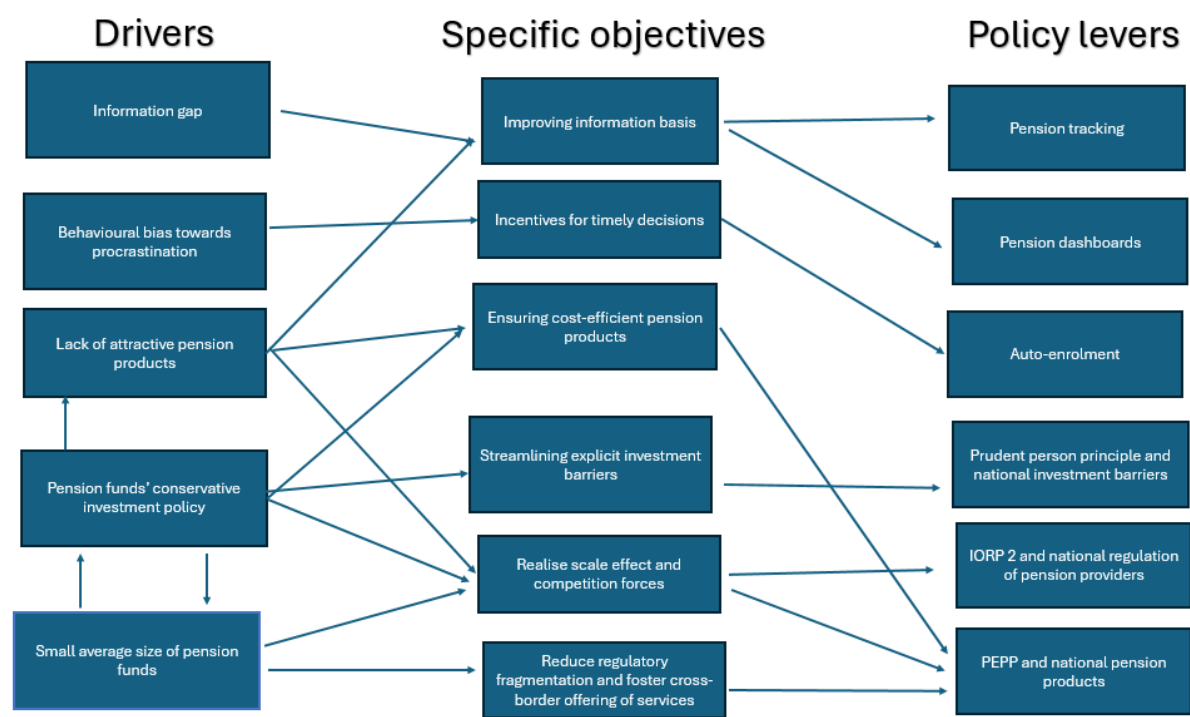 Drivers
Specific objectives
Policy levers
Information gap
Improving information basis
Pension tracking
Behavioural bias towards
procrastination
Incentives for timely decisions
Pension dashboards
Lack of attractive pension
products
Ensuring cost-efficient pension
products
Auto-enrolment
Pension funds' conservative
investment policy
Streamlining explicit investment
barriers
Prudent person principle and
national investment barriers
Realise scale effect and
competition forces
IORP 2 and national regulation
of pension providers
Small average size of pension
funds
Reduce regulatory
fragmentation and foster cross-
border offering of services
PEPP and national pension
products